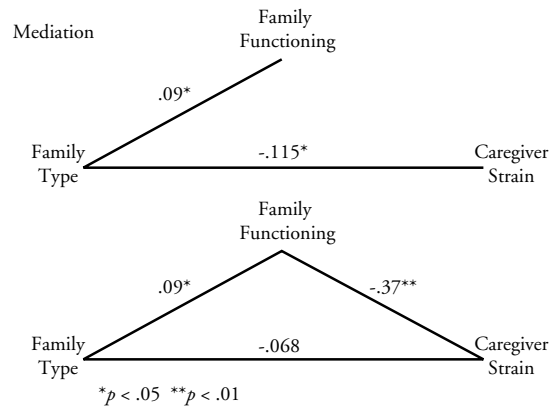 Mediation
Family
Functioning
.09*
-.115*
Family
Type
Caregiver
Strain
Family
Functioning
.09*
-.37**
-.068
Family
Type
Caregiver
Strain
*p < .05 **p < .01